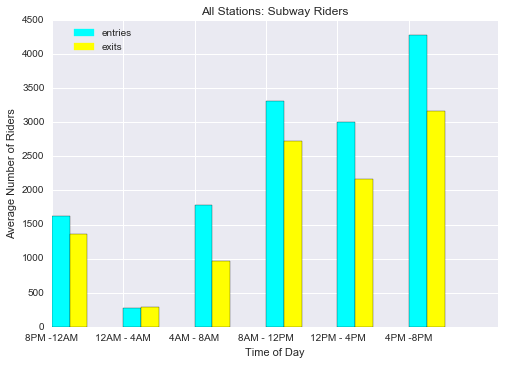 All Stations: Subway Riders
entries
exits
Average Number of Riders
4500
4000
3500
3000
2500
2000
1500
1000
500
0
8PM -12AM 12AM - 4AM 4AM - 8AM 8AM - 12PM 12PM - 4PM 4PM -8PM
Time of Day